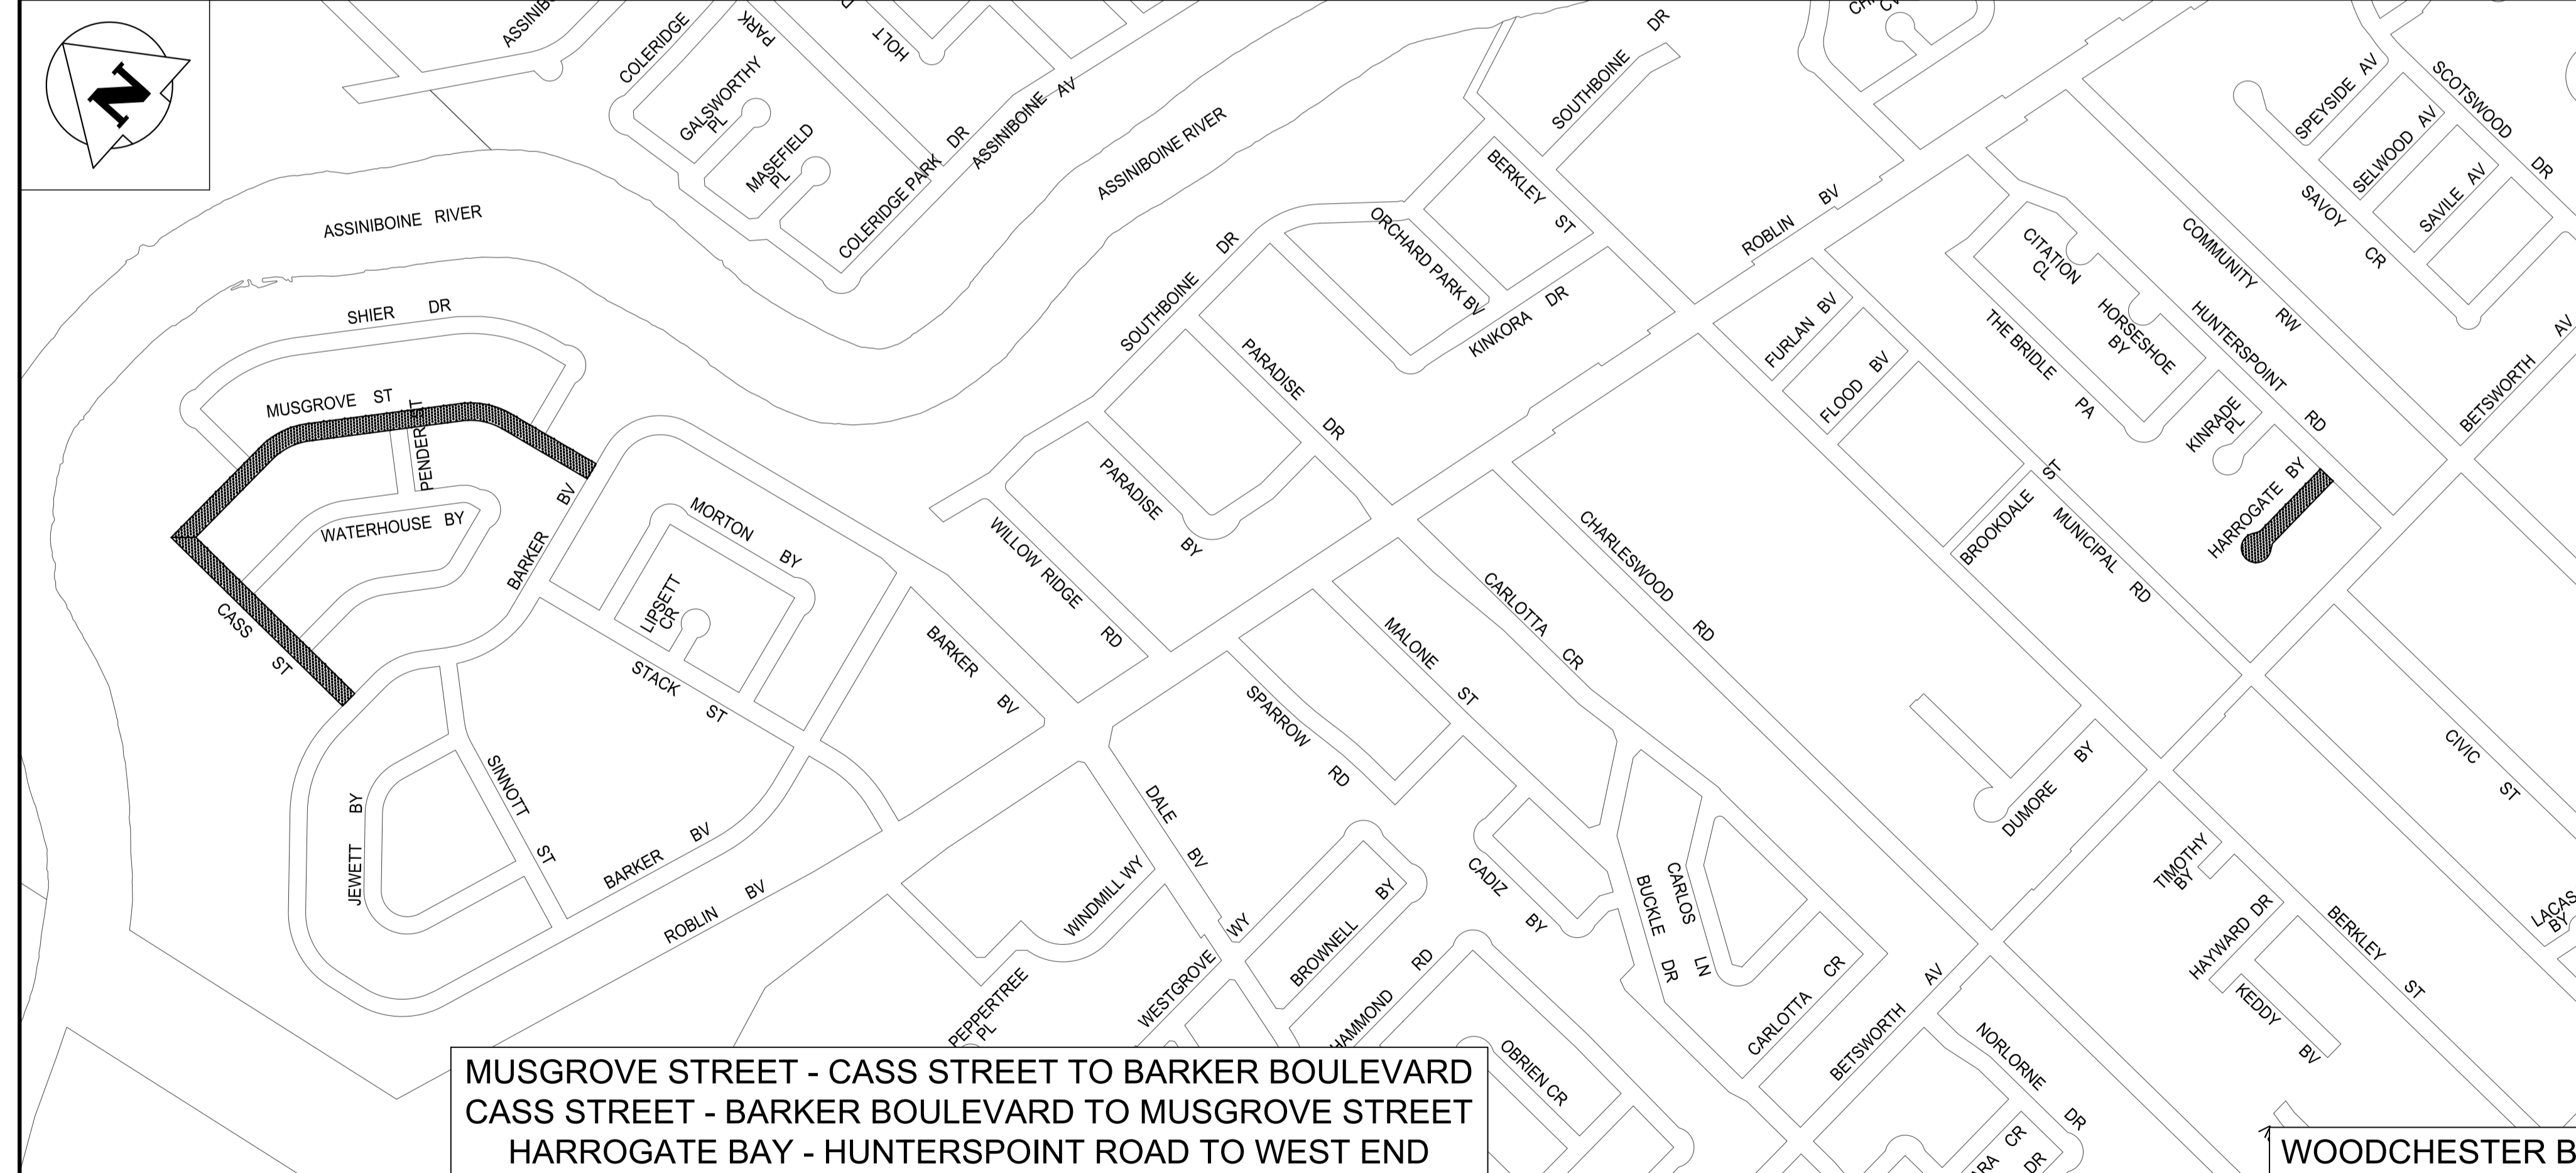 N
ASSINIB
COLERIDGE
PARK
HOLT
GALSWORTHY
PL
MASEFIELD
PL
COLERIDGE PARK DR
ASSINIBOINE AV
ASSINIBOINE RIVER
ASSINIBOINE RIVER
SOUTHBOINE DR
BERKLEY ST
ROBLIN BV
ORCHARD PARK BV
KINKORA DR
SOUTHBOINE DR
PARADISE DR
PARADISE BY
WILLOW RIDGE RD
SPEYSIDE AV
SCOTSWOOD DR
SELWOOD AV
SAVILE AV
SAVOY CR
COMMUNITY RW
CITATION
CL
HORSESHOE
BY
HUNTERSPOINT RD
THE BRIDLE PA
KINRADE
PL
HARROGATE BY
BETSWORTH AV
FURLAN BV
FLOOD BV
BROOKDALE ST
MUNICIPAL RD
SHIER DR
MUSGROVE ST
PENDER ST
WATERHOUSE BY
CASS ST
BARKER BV
MORTON BY
LIPSETT
CR
STACK ST
BARKER BV
SINNOTT ST
JEWETT BY
BARKER BV
ROBLIN BV
CHARLESWOOD RD
CARLOTTA CR
MALONE ST
SPARROW RD
DALE BV
WINDMILL WY
PEPPERTREE
PL
WESTGROVE WY
BROWNELL BY
HAMMOND RD
CADIZ BY
BUCKLE DR
CARLOS LN
CARLOTTA CR
BETSWORTH AV
OBRIEN CR
NORLORNE DR
DUMORE BY
CIVIC ST
TIMOTHY
BY
HAYWARD DR
KEDDY BV
BERKLEY ST
LACAS
BY
RA CR
DR
MUSGROVE STREET - CASS STREET TO BARKER BOULEVARD
CASS STREET - BARKER BOULEVARD TO MUSGROVE STREET
HARROGATE BAY - HUNTERSPOINT ROAD TO WEST END
WOODCHESTER B